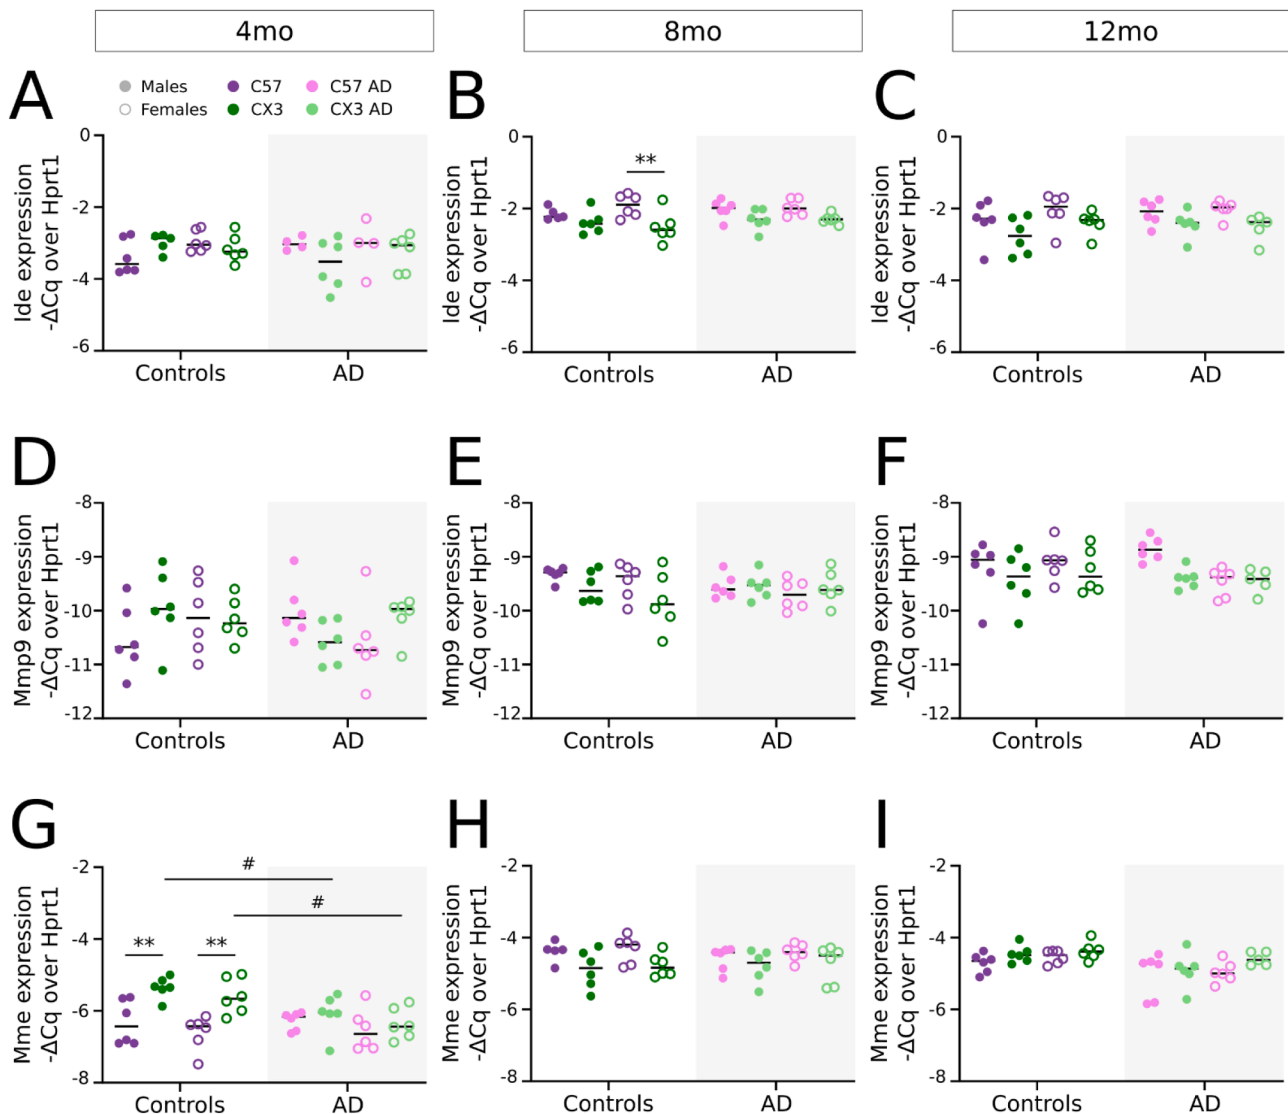 4mo
8mo
12mo
A
Males
Females
C57
CX3
C57 AD
CX3 AD
Ide expression
-ΔCq over Hprt1
0
-2
-4
-6
Controls
AD
B
Ide expression
-ΔCq over Hprt1
0
-2
-4
-6
**
Controls
AD
C
Ide expression
-ΔCq over Hprt1
0
-2
-4
-6
Controls
AD
D
Mmp9 expression
-ΔCq over Hprt1
-8
-9
-10
-11
-12
Controls
AD
E
Mmp9 expression
-ΔCq over Hprt1
-8
-9
-10
-11
-12
Controls
AD
F
Mmp9 expression
-ΔCq over Hprt1
-8
-9
-10
-11
-12
Controls
AD
G
Mme expression
-ΔCq over Hprt1
-2
-4
-6
-8
#
#
**
**
Controls
AD
H
Mme expression
-ΔCq over Hprt1
-2
-4
-6
-8
Controls
AD
I
Mme expression
-ΔCq over Hprt1
-2
-4
-6
-8
Controls
AD